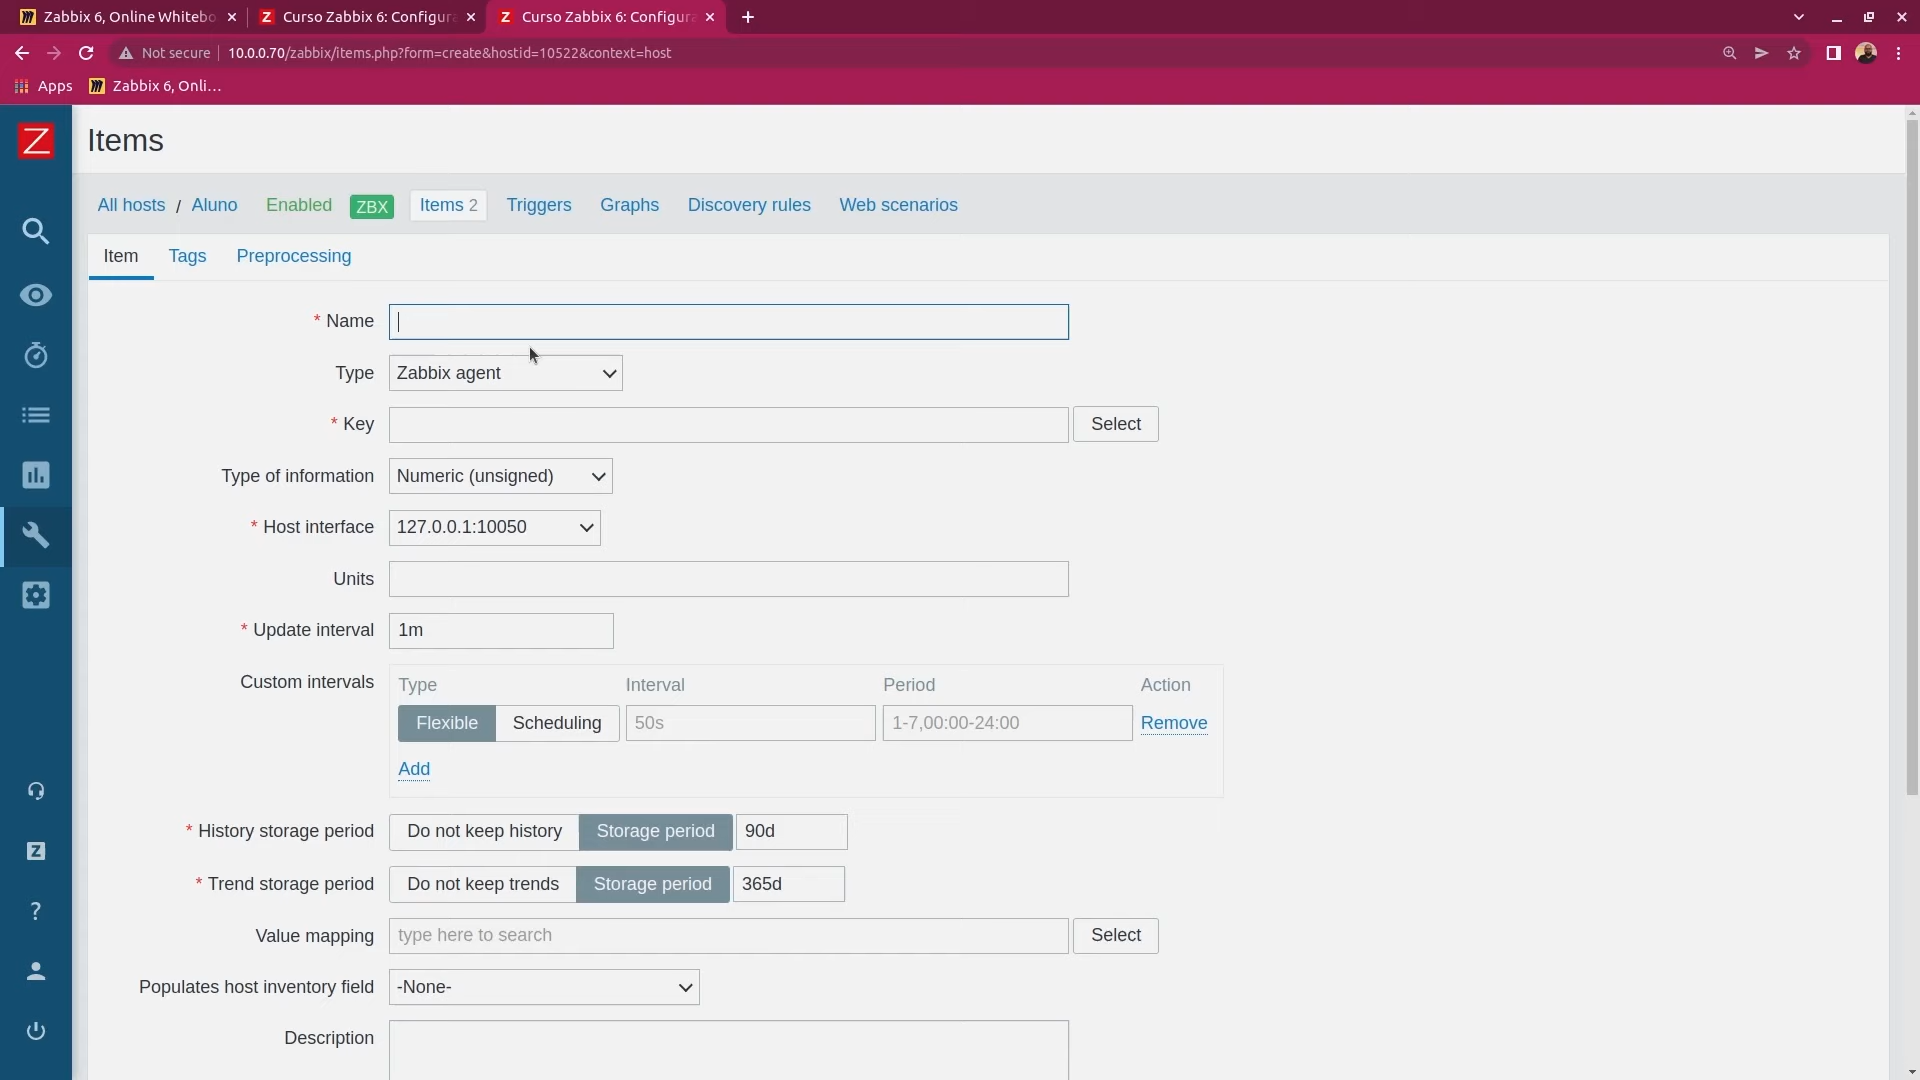 Zabbix 6, Online Whitebo
Curso Zabbix 6: Configura
Curso Zabbix 6: Configura
Not secure
10.0.0.70/zabbix/items.php?form=create&hostid=10522&context=host
Apps
Zabbix 6, Onli...
Z
Items
All hosts / Aluno Enabled ZBX Items 2 Triggers Graphs Discovery rules Web scenarios
Item Tags Preprocessing
* Name
Type Zabbix agent
* Key Select
Type of information Numeric (unsigned)
* Host interface 127.0.0.1:10050
Units
* Update interval 1m
Custom intervals Type Interval Period Action
Flexible Scheduling 50s 1-7,00:00-24:00 Remove
Add
* History storage period Do not keep history Storage period 90d
* Trend storage period Do not keep trends Storage period 365d
Value mapping type here to search Select
Populates host inventory field -None-
Description
Z
?